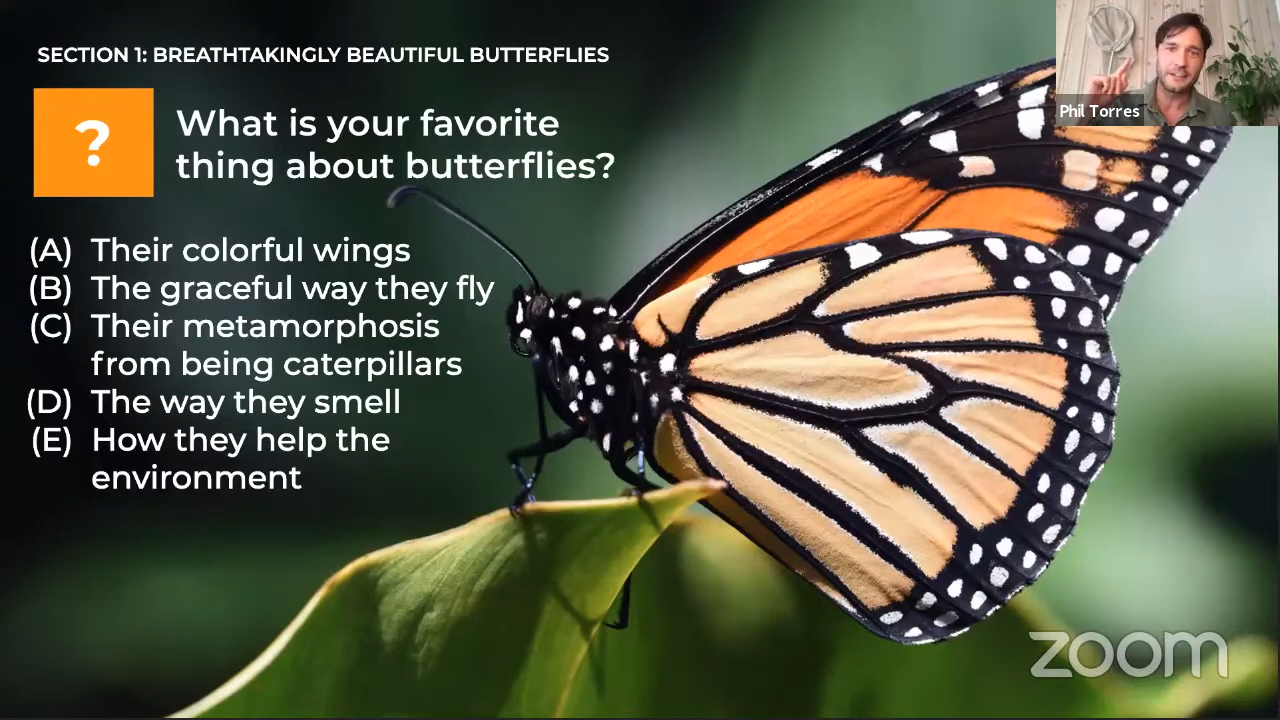 SECTION 1: BREATHTAKINGLY BEAUTIFUL BUTTERFLIES
?
What is your favorite
thing about butterflies?
(A) Their colorful wings
(B) The graceful way they fly
(C) Their metamorphosis
from being caterpillars
(D) The way they smell
(E) How they help the
environment
Phil Torres
zoom